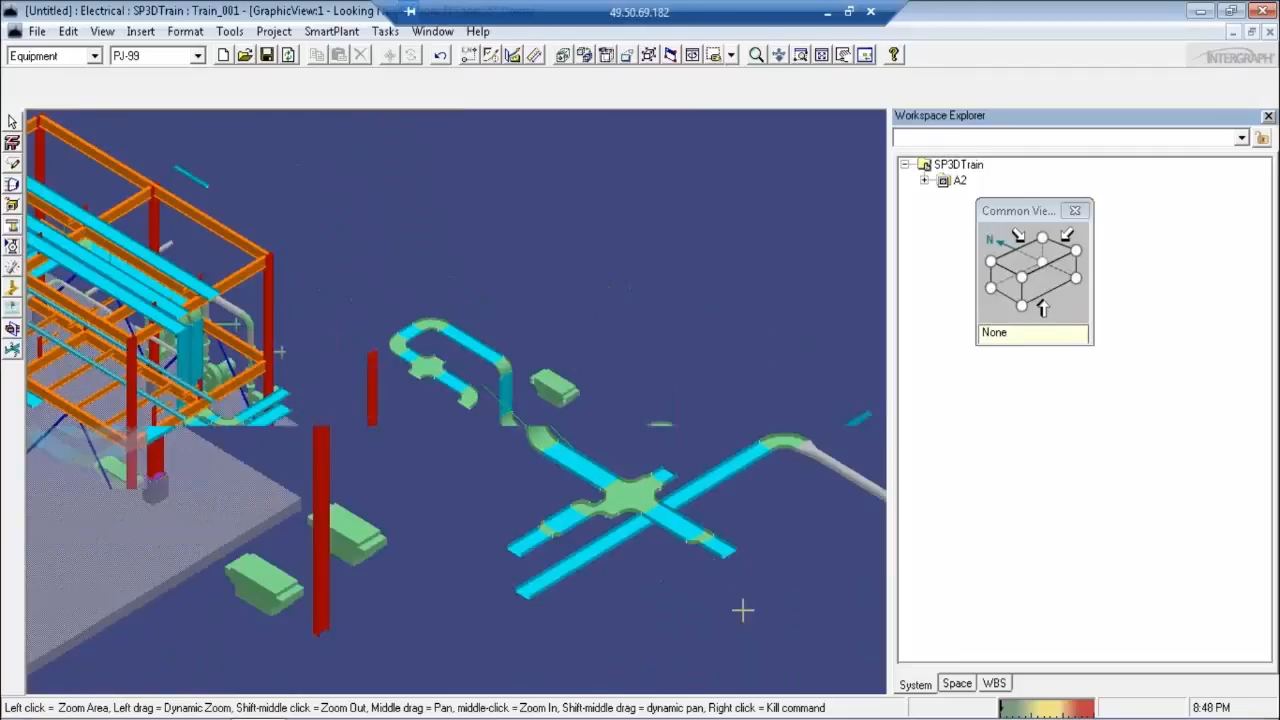 [Untitled] : Electrical : SP3DTrain : Train_001 - [GraphicView:1 - Looking
49.50.69.182
File Edit View Insert Format Tools Project SmartPlant Tasks Window Help
Equipment PJ-99
INTERGRAPH
Workspace Explorer
SP3DTrain
A2
Common Vie...
N
None
System Space WBS
Left click = Zoom Area, Left drag = Dynamic Zoom, Shift-middle click = Zoom Out, Middle drag = Pan, middle-click = Zoom In, Shift-middle drag = dynamic pan, Right click = Kill command
8:48 PM